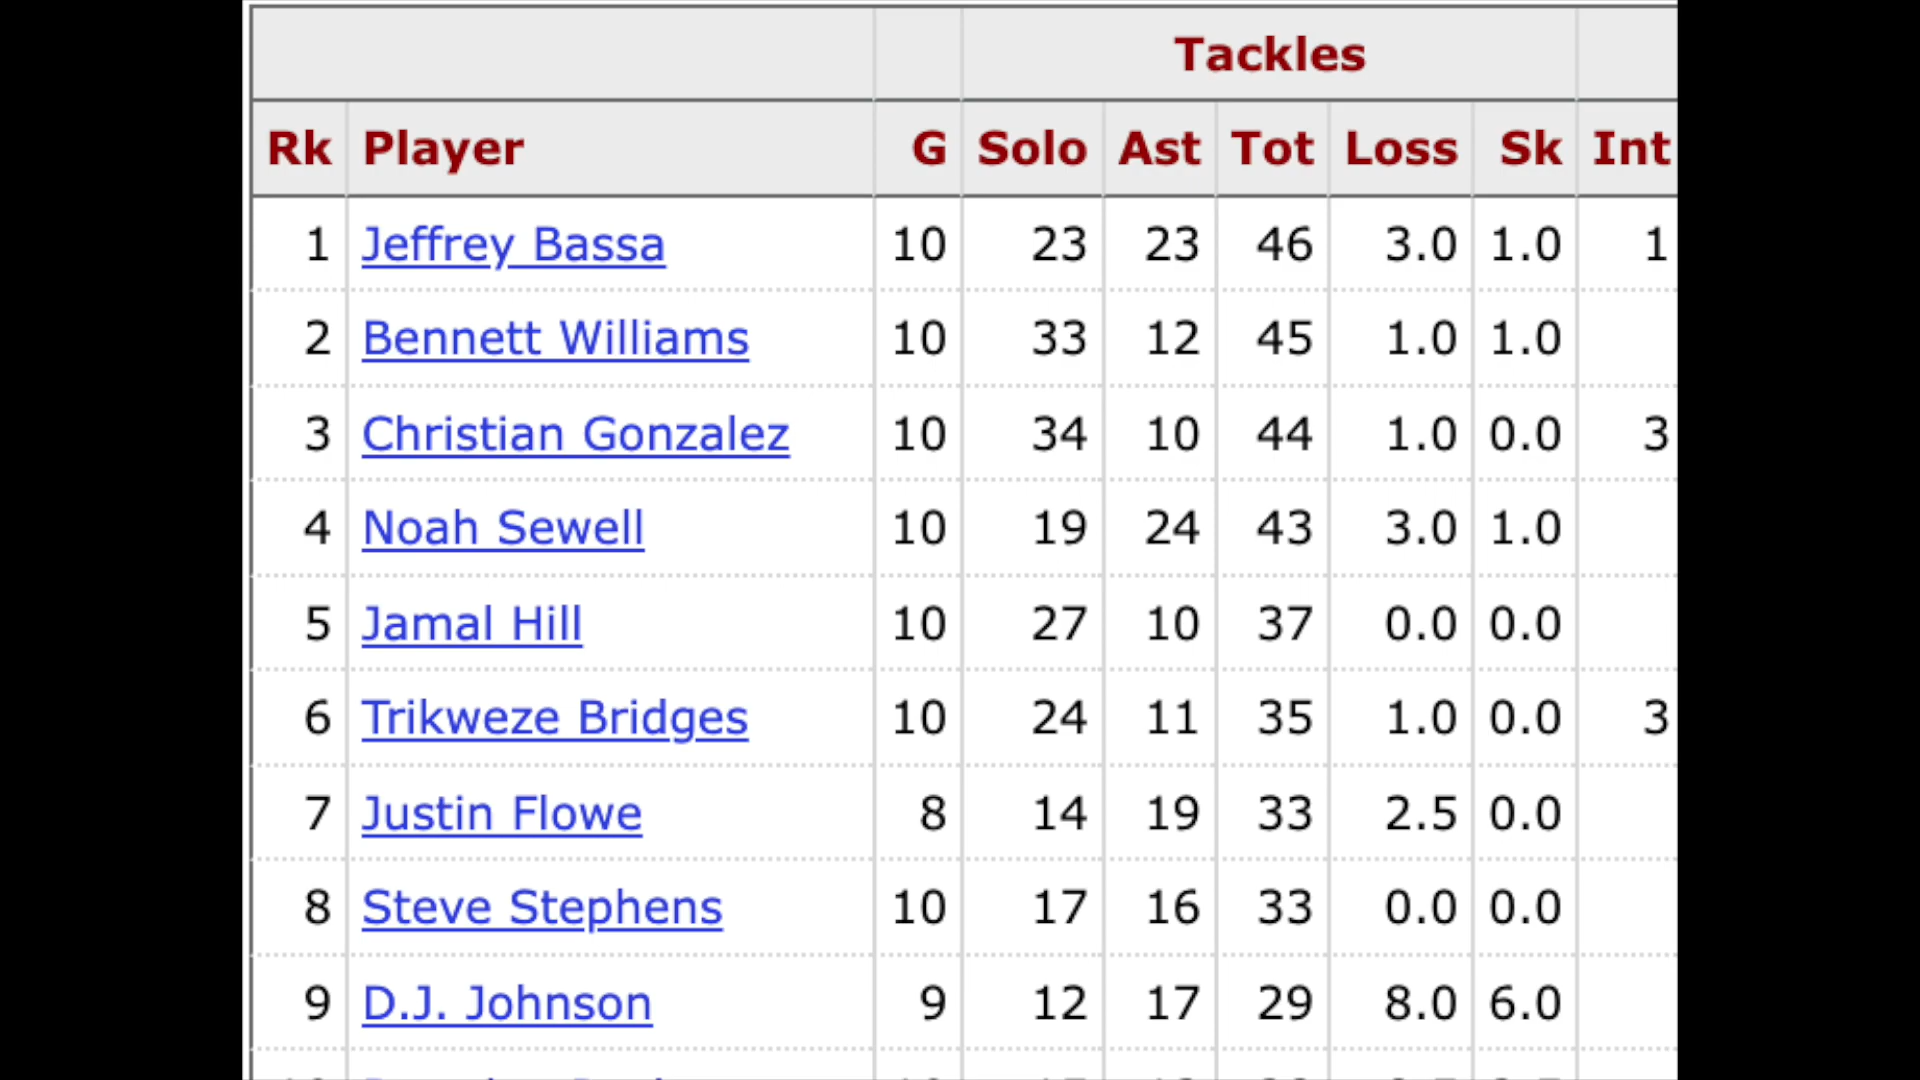 Tackles
Rk Player G Solo Ast Tot Loss Sk Int
1 Jeffrey Bassa 10 23 23 46 3.0 1.0 1
2 Bennett Williams 10 33 12 45 1.0 1.0
3 Christian Gonzalez 10 34 10 44 1.0 0.0 3
4 Noah Sewell 10 19 24 43 3.0 1.0
5 Jamal Hill 10 27 10 37 0.0 0.0
6 Trikweze Bridges 10 24 11 35 1.0 0.0 3
7 Justin Flowe 8 14 19 33 2.5 0.0
8 Steve Stephens 10 17 16 33 0.0 0.0
9 D.J. Johnson 9 12 17 29 8.0 6.0